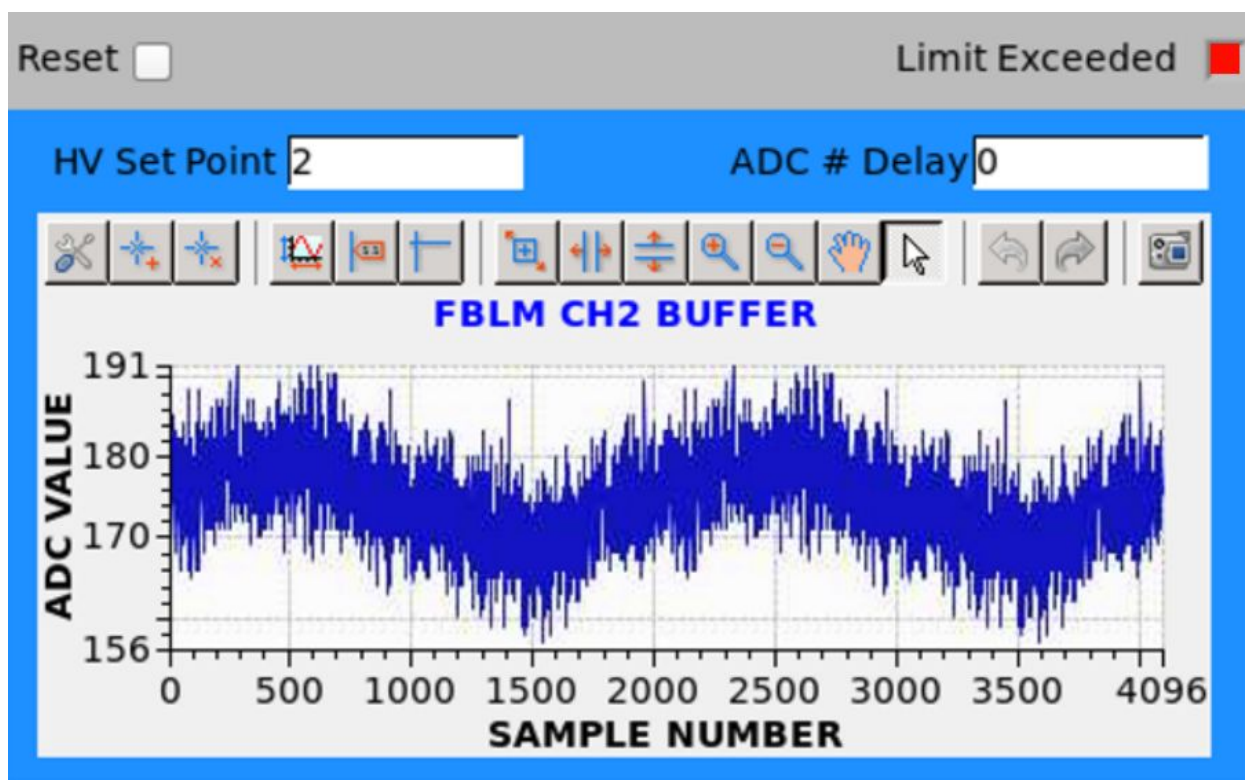 Reset Limit Exceeded
HV Set Point 2 ADC # Delay 0
FBLM CH2 BUFFER
191
180
170
156
ADC VALUE
0 500 1000 1500 2000 2500 3000 3500 4096
SAMPLE NUMBER